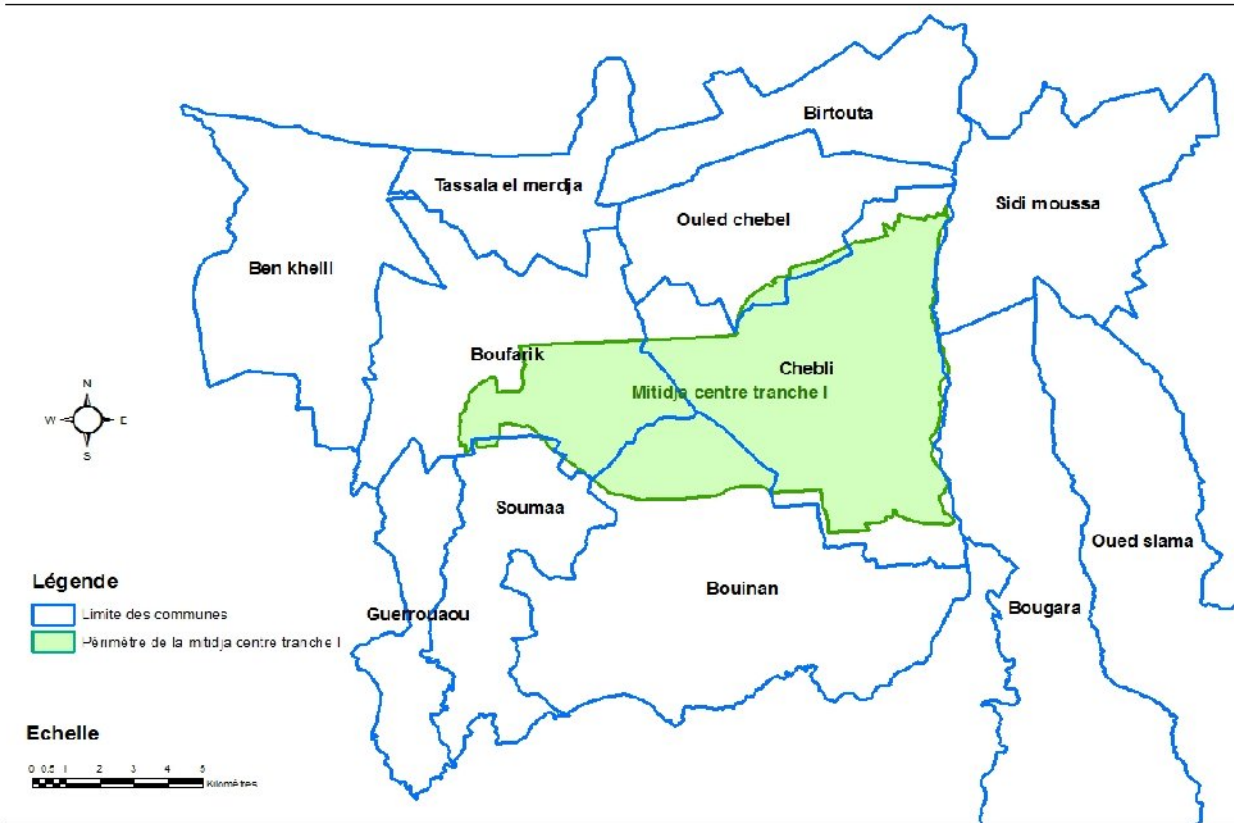 Birtouta
Tassala el merdja
Sidi moussa
Ouled chebel
Ben khelil
Boufarik
Chebli
Mitidja centre tranche I
N
W
E
S
Soumaa
Oued slama
Légende
Bouinan
Limite des communes
Guerrouaou
Bougara
Périmètre de la mitidja centre tranche I
Echelle
0 0.5 1 2 3 4 5
Kilomètres